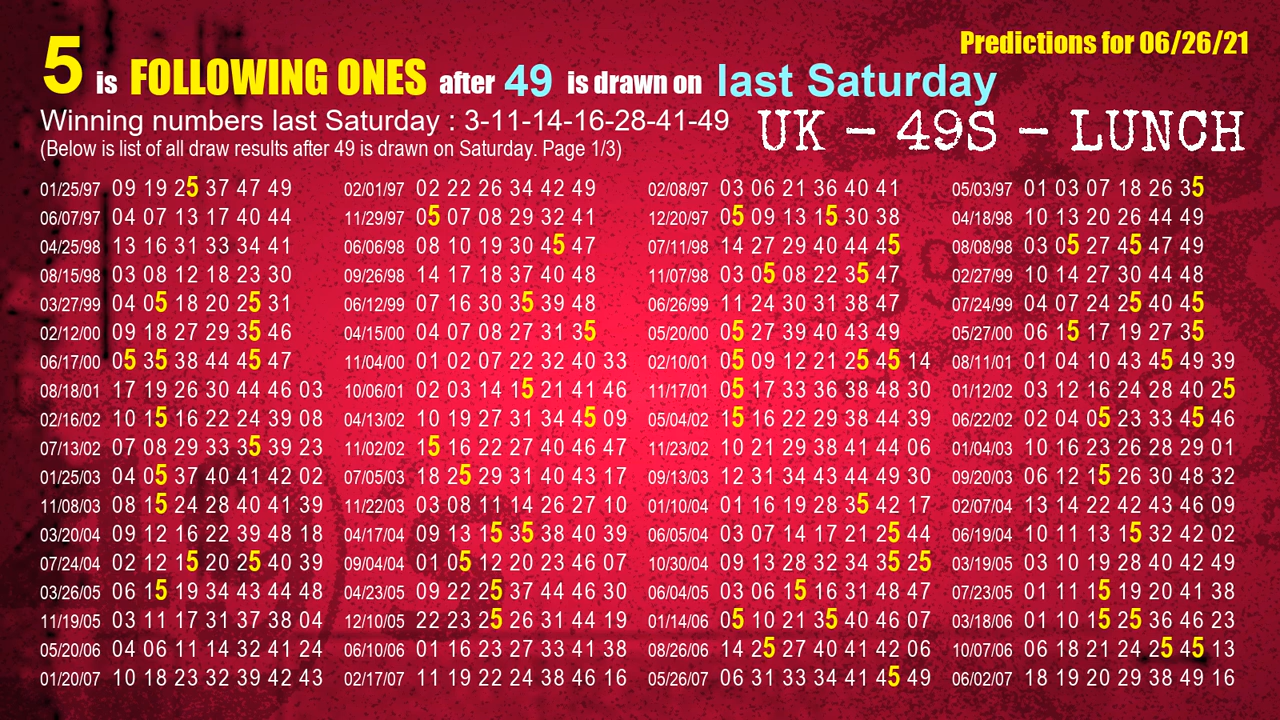 Predictions for 06/26/21
5 is FOLLOWING ONES after 49 is drawn on last Saturday
Winning numbers last Saturday : 3-11-14-16-28-41-49
UK - 49S - LUNCH
(Below is list of all draw results after 49 is drawn on Saturday. Page 1/3)
01/25/97 09 19 25 37 47 49 02/01/97 02 22 26 34 42 49 02/08/97 03 06 21 36 40 41 05/03/97 01 03 07 18 26 35
06/07/97 04 07 13 17 40 44 11/29/97 05 07 08 29 32 41 12/20/97 05 09 13 15 30 38 04/18/98 10 13 20 26 44 49
04/25/98 13 16 31 33 34 41 06/06/98 08 10 19 30 45 47 07/11/98 14 27 29 40 44 45 08/08/98 03 05 27 45 47 49
08/15/98 03 08 12 18 23 30 09/26/98 14 17 18 37 40 48 11/07/98 03 05 08 22 35 47 02/27/99 10 14 27 30 44 48
03/27/99 04 05 18 20 25 31 06/12/99 07 16 30 35 39 48 06/26/99 11 24 30 31 38 47 07/24/99 04 07 24 25 40 45
02/12/00 09 18 27 29 35 46 04/15/00 04 07 08 27 31 35 05/20/00 05 27 39 40 43 49 05/27/00 06 15 17 19 27 35
06/17/00 05 35 38 44 45 47 11/04/00 01 02 07 22 32 40 33 02/10/01 05 09 12 21 25 45 14 08/11/01 01 04 10 43 45 49 39
08/18/01 17 19 26 30 44 46 03 10/06/01 02 03 14 15 21 41 46 11/17/01 05 17 33 36 38 48 30 01/12/02 03 12 16 24 28 40 25
02/16/02 10 15 16 22 24 39 08 04/13/02 10 19 27 31 34 45 09 05/04/02 15 16 22 29 38 44 39 06/22/02 02 04 05 23 33 45 46
07/13/02 07 08 29 33 35 39 23 11/02/02 15 16 22 27 40 46 47 11/23/02 10 21 29 38 41 44 06 01/04/03 10 16 23 26 28 29 01
01/25/03 04 05 37 40 41 42 02 07/05/03 18 25 29 31 40 43 17 09/13/03 12 31 34 43 44 49 30 09/20/03 06 12 15 26 30 48 32
11/08/03 08 15 24 28 40 41 39 11/22/03 03 08 11 14 26 27 10 01/10/04 01 16 19 28 35 42 17 02/07/04 13 14 22 42 43 46 09
03/20/04 09 12 16 22 39 48 18 04/17/04 09 13 15 35 38 40 39 06/05/04 03 07 14 17 21 25 44 06/19/04 10 11 13 15 32 42 02
07/24/04 02 12 15 20 25 40 39 09/04/04 01 05 12 20 23 46 07 10/30/04 09 13 28 32 34 35 25 03/19/05 03 10 19 28 40 42 49
03/26/05 06 15 19 34 43 44 48 04/23/05 09 22 25 37 44 46 30 06/04/05 03 06 15 16 31 48 47 07/23/05 01 11 15 19 20 41 38
11/19/05 03 11 17 31 37 38 04 12/10/05 22 23 25 26 31 44 19 01/14/06 05 10 21 35 40 46 07 03/18/06 01 10 15 25 36 46 23
05/20/06 04 06 11 14 32 41 24 06/10/06 01 16 23 27 33 41 38 08/26/06 14 25 27 40 41 42 06 10/07/06 06 18 21 24 25 45 13
01/20/07 10 18 23 32 39 42 43 02/17/07 11 19 22 24 38 46 16 05/26/07 06 31 33 34 41 45 49 06/02/07 18 19 20 29 38 49 16